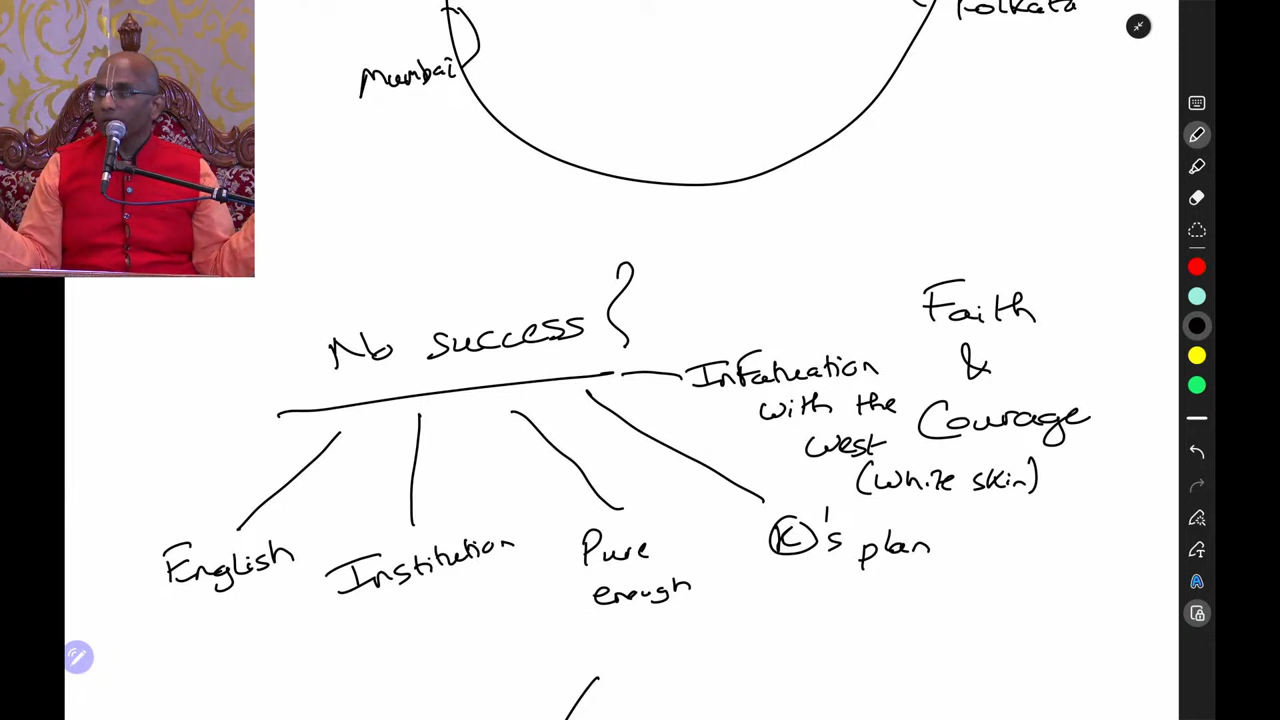 Kolkata
Mumbai
No success?
Infatuation
with the
west
(white skin)
Faith
&
Courage
English
Institution
Pure
enough
K's plan